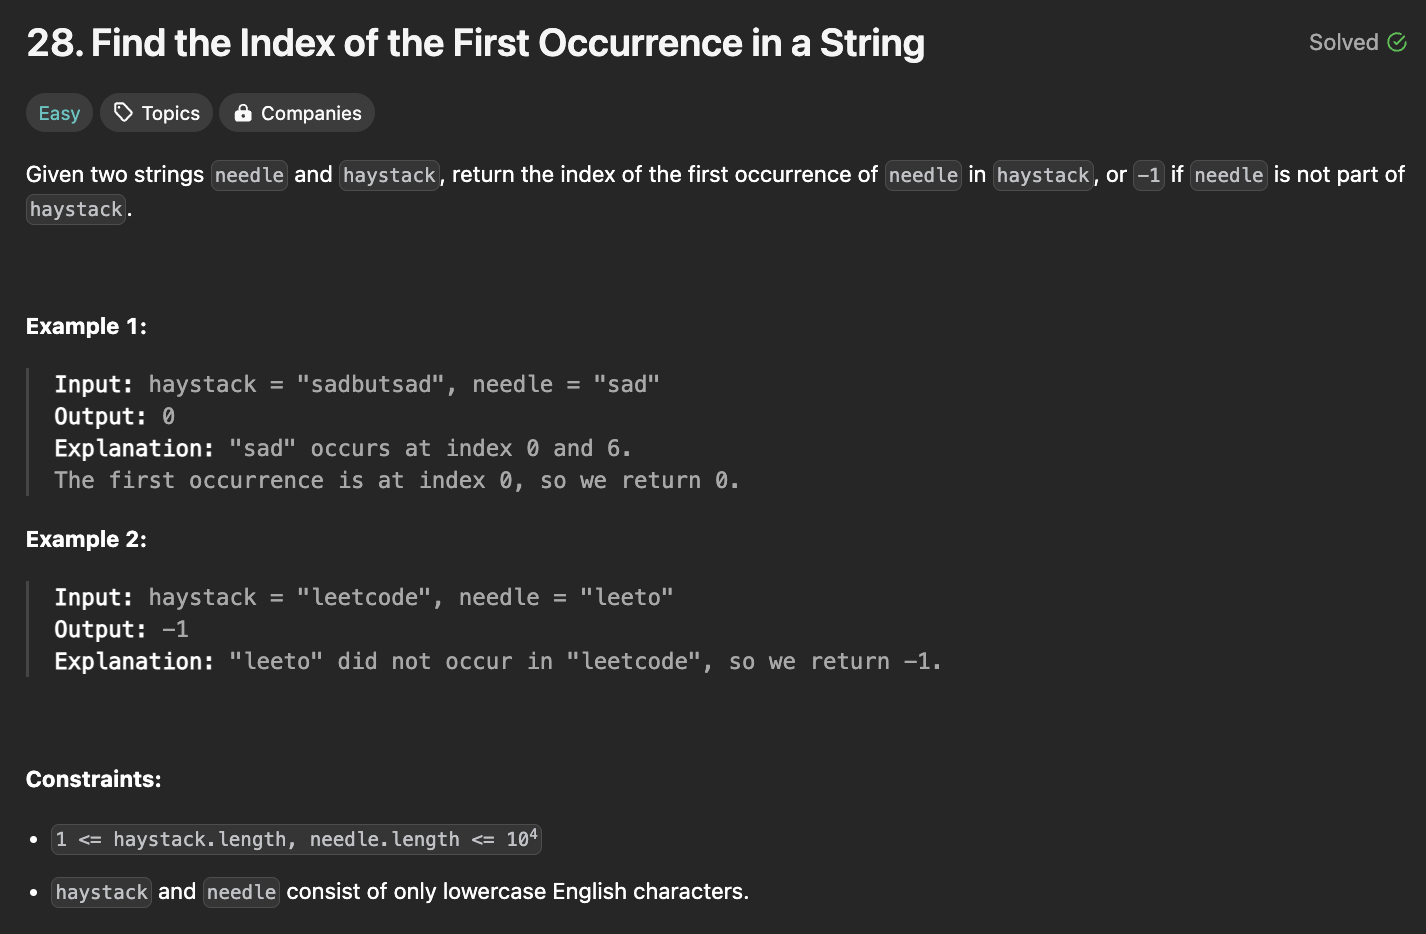 28. Find the Index of the First Occurrence in a String
Solved
Easy Topics Companies
Given two strings needle and haystack, return the index of the first occurrence of needle in haystack, or -1 if needle is not part of
haystack.
Example 1:
Input: haystack = "sadbutsad", needle = "sad"
Output: 0
Explanation: "sad" occurs at index 0 and 6.
The first occurrence is at index 0, so we return 0.
Example 2:
Input: haystack = "leetcode", needle = "leeto"
Output: -1
Explanation: "leeto" did not occur in "leetcode", so we return -1.
Constraints:
• 1 <= haystack.length, needle.length <= 10⁴
• haystack and needle consist of only lowercase English characters.